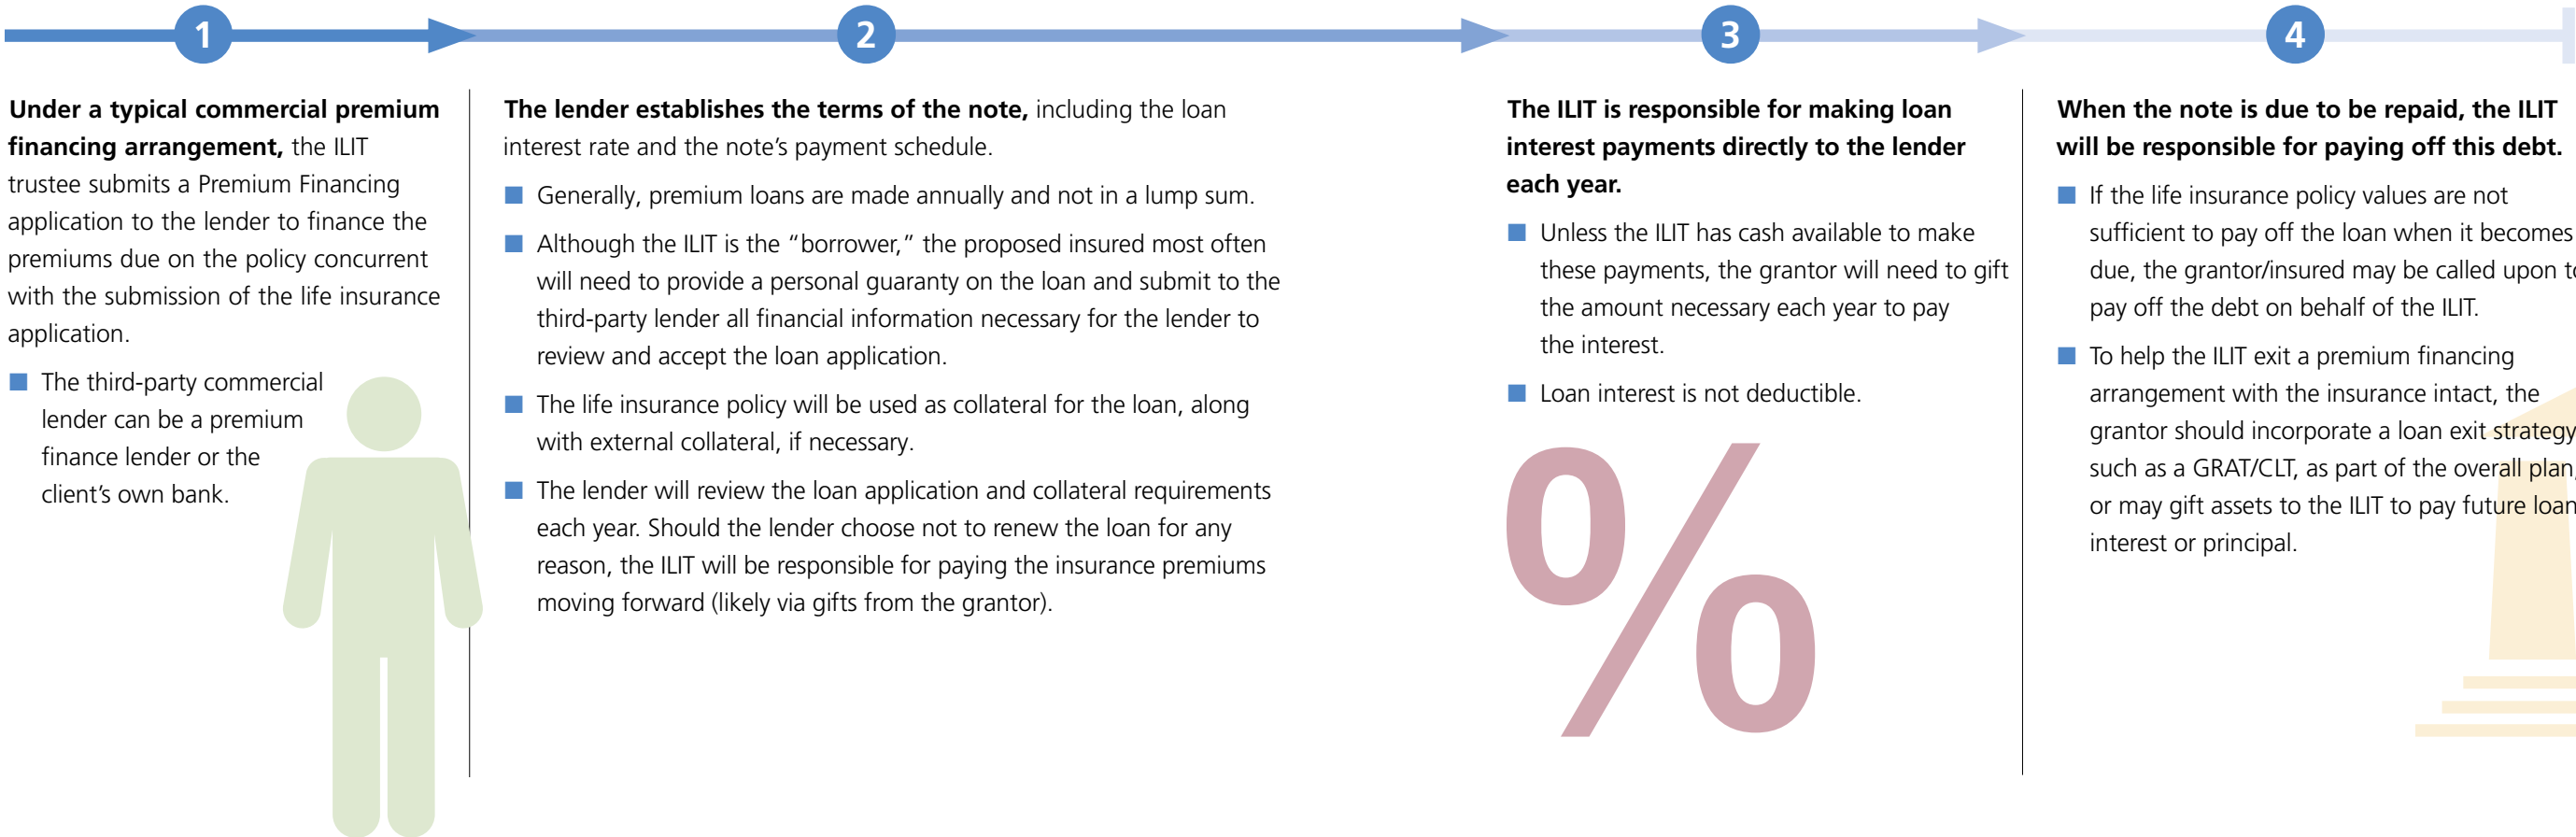 1
Under a typical commercial premium
financing arrangement, the ILIT
trustee submits a Premium Financing
application to the lender to finance the
premiums due on the policy concurrent
with the submission of the life insurance
application.
■ The third-party commercial
lender can be a premium
finance lender or the
client’s own bank.
2
The lender establishes the terms of the note, including the loan
interest rate and the note’s payment schedule.
■ Generally, premium loans are made annually and not in a lump sum.
■ Although the ILIT is the “borrower,” the proposed insured most often
will need to provide a personal guaranty on the loan and submit to the
third-party lender all financial information necessary for the lender to
review and accept the loan application.
■ The life insurance policy will be used as collateral for the loan, along
with external collateral, if necessary.
■ The lender will review the loan application and collateral requirements
each year. Should the lender choose not to renew the loan for any
reason, the ILIT will be responsible for paying the insurance premiums
moving forward (likely via gifts from the grantor).
3
The ILIT is responsible for making loan
interest payments directly to the lender
each year.
■ Unless the ILIT has cash available to make
these payments, the grantor will need to gift
the amount necessary each year to pay
the interest.
■ Loan interest is not deductible.
%
4
When the note is due to be repaid, the ILIT
will be responsible for paying off this debt.
■ If the life insurance policy values are not
sufficient to pay off the loan when it becomes
due, the grantor/insured may be called upon to
pay off the debt on behalf of the ILIT.
■ To help the ILIT exit a premium financing
arrangement with the insurance intact, the
grantor should incorporate a loan exit strategy
such as a GRAT/CLT, as part of the overall plan,
or may gift assets to the ILIT to pay future loan
interest or principal.